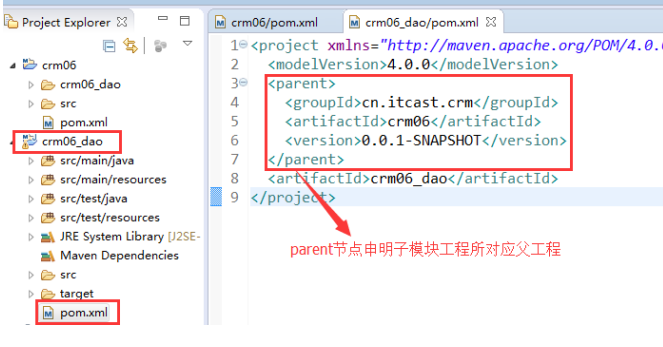 Project Explorer
crm06
crm06_dao
src
pom.xml
crm06_dao
src/main/java
src/main/resources
src/test/java
src/test/resources
JRE System Library [J2SE-
Maven Dependencies
src
target
pom.xml
crm06/pom.xml
crm06_dao/pom.xml
1 <project xmlns="http://maven.apache.org/POM/4.0.0
2 <modelVersion>4.0.0</modelVersion>
3 <parent>
4 <groupId>cn.itcast.crm</groupId>
5 <artifactId>crm06</artifactId>
6 <version>0.0.1-SNAPSHOT</version>
7 </parent>
8 <artifactId>crm06_dao</artifactId>
9 </project>
parent节点申明子模块工程所对应父工程